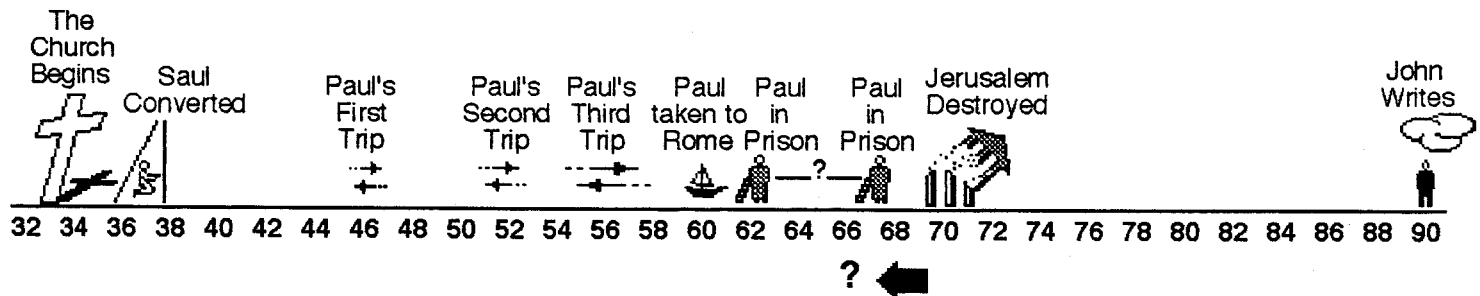 The
Church
Begins
Saul
Converted
Paul's
First
Trip
Paul's
Second
Trip
Paul's
Third
Trip
Paul
taken to
Rome
Paul
in
Prison
?
Paul
in
Prison
Jerusalem
Destroyed
John
Writes
32 34 36 38 40 42 44 46 48 50 52 54 56 58 60 62 64 66 68 70 72 74 76 78 80 82 84 86 88 90
?